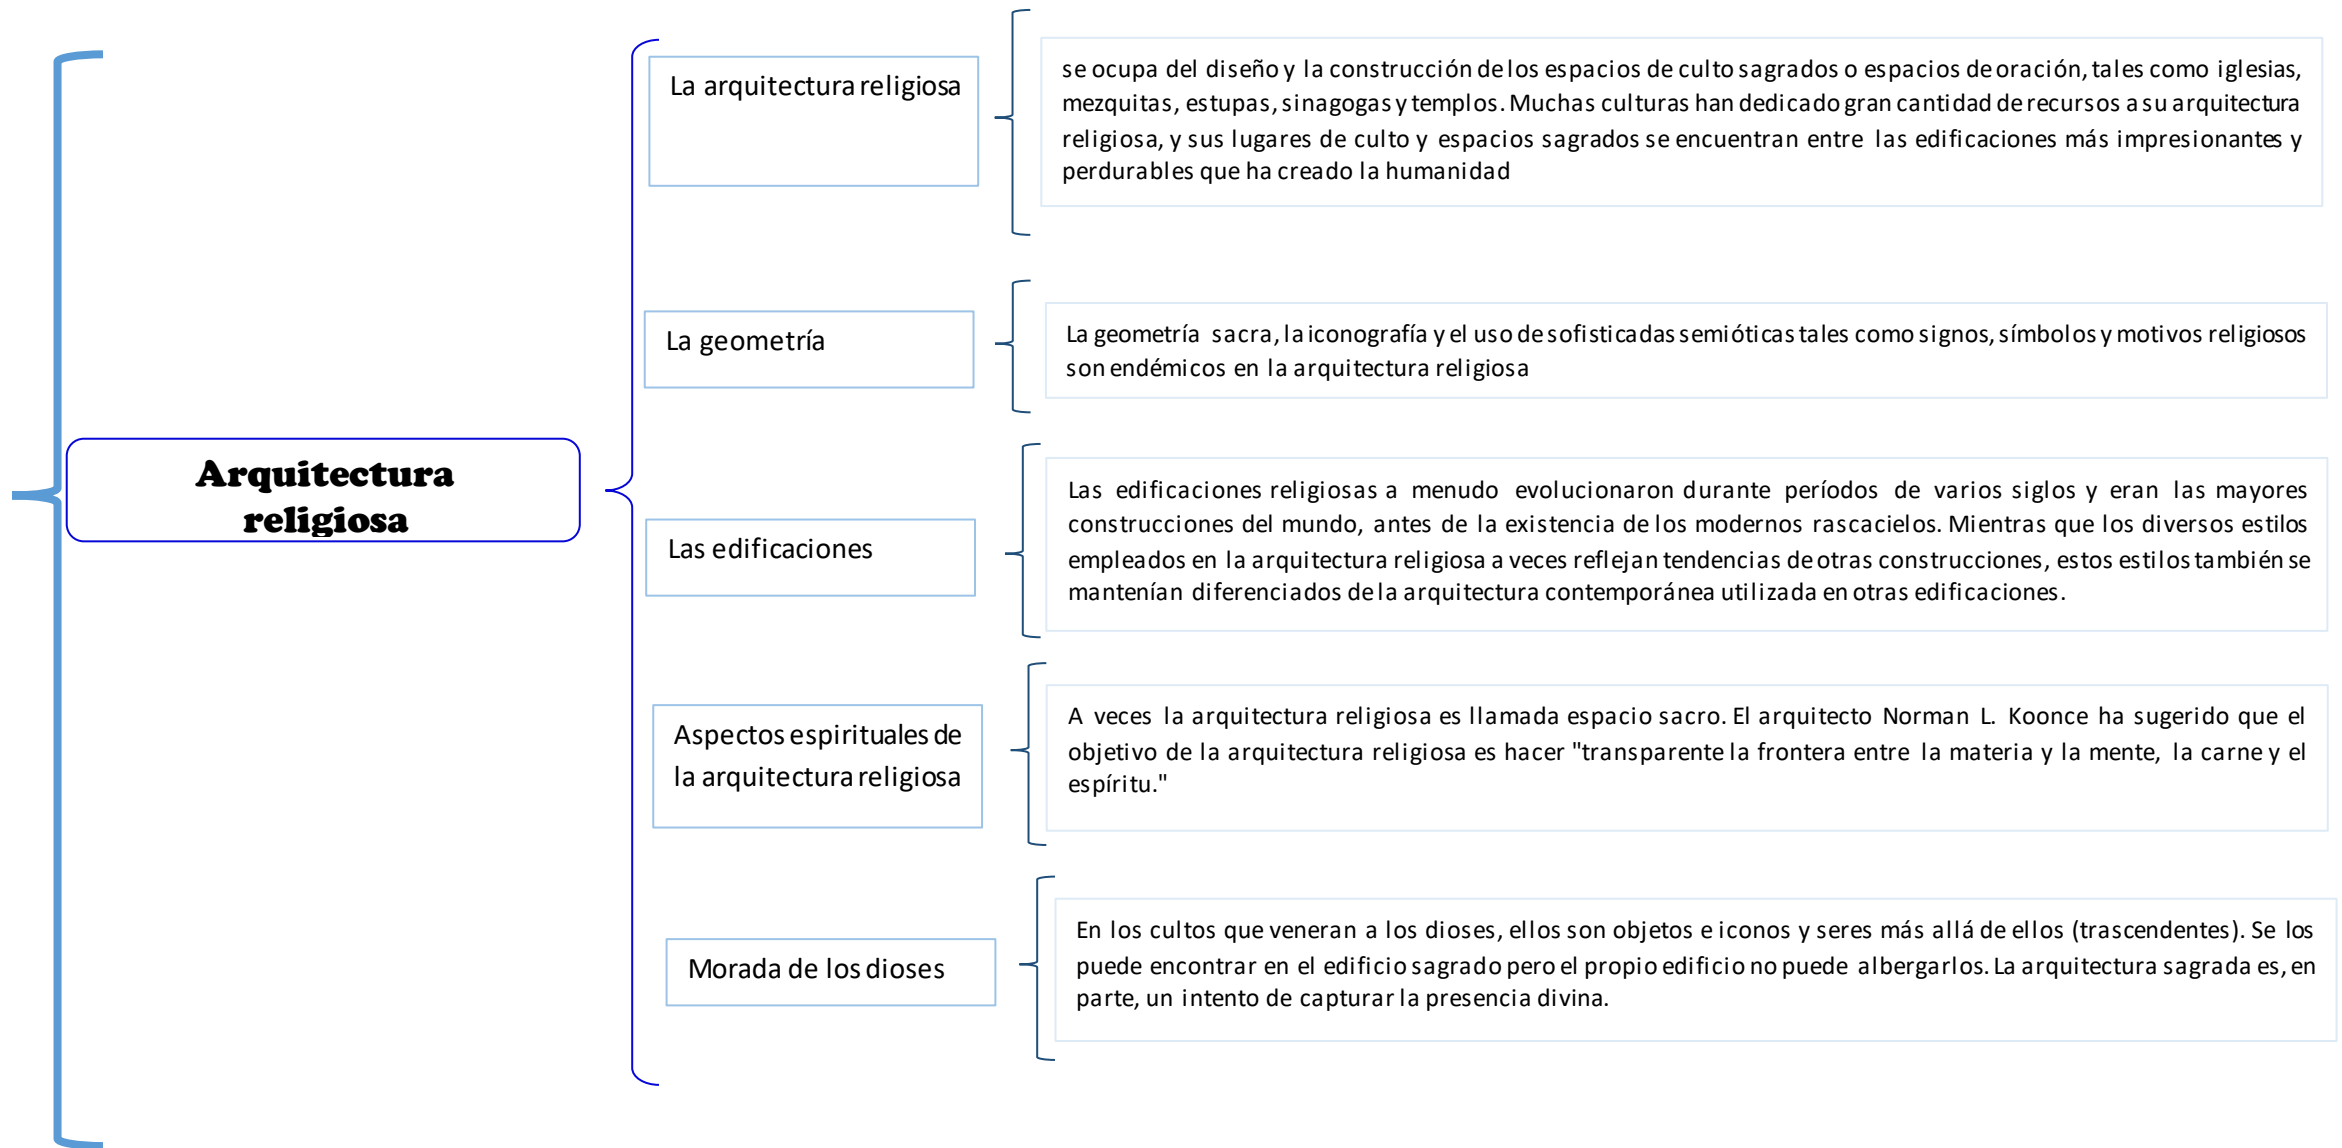 La arquitectura religiosa
se ocupa del diseño y la construcción de los espacios de culto sagrados o espacios de oración, tales como iglesias,
mezquitas, estupas, sinagogas y templos. Muchas culturas han dedicado gran cantidad de recursos a su arquitectura
religiosa, y sus lugares de culto y espacios sagrados se encuentran entre las edificaciones más impresionantes y
perdurables que ha creado la humanidad
La geometría
La geometría sacra, la iconografía y el uso de sofisticadas semióticas tales como signos, símbolos y motivos religiosos
son endémicos en la arquitectura religiosa
Arquitectura
religiosa
Las edificaciones
Las edificaciones religiosas a menudo evolucionaron durante períodos de varios siglos y eran las mayores
construcciones del mundo, antes de la existencia de los modernos rascacielos. Mientras que los diversos estilos
empleados en la arquitectura religiosa a veces reflejan tendencias de otras construcciones, estos estilos también se
mantenían diferenciados de la arquitectura contemporánea utilizada en otras edificaciones.
Aspectos espirituales de
la arquitectura religiosa
A veces la arquitectura religiosa es llamada espacio sacro. El arquitecto Norman L. Koonce ha sugerido que el
objetivo de la arquitectura religiosa es hacer "transparente la frontera entre la materia y la mente, la carne y el
espíritu."
Morada de los dioses
En los cultos que veneran a los dioses, ellos son objetos e iconos y seres más allá de ellos (trascendentes). Se los
puede encontrar en el edificio sagrado pero el propio edificio no puede albergarlos. La arquitectura sagrada es, en
parte, un intento de capturar la presencia divina.